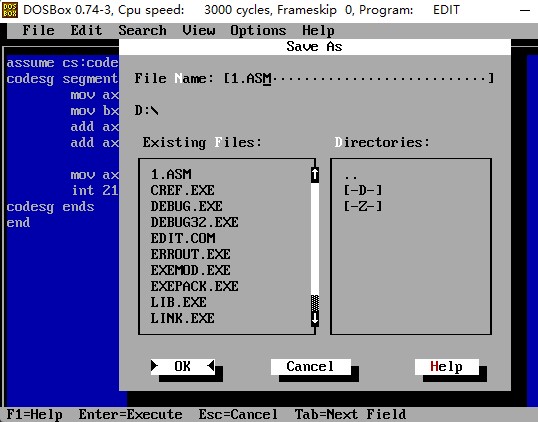 DOS BOX DOSBox 0.74-3, Cpu speed: 3000 cycles, Frameskip 0, Program: EDIT
File Edit Search View Options Help
Save As
assume cs:code
codesg segment
mov ax
mov bx
add ax
add ax
mov ax
int 21
codesg ends
end
File Name: [1.ASM··························]
D:\
Existing Files:
1.ASM
CREF.EXE
DEBUG.EXE
DEBUG32.EXE
EDIT.COM
ERROUT.EXE
EXEMOD.EXE
EXEPACK.EXE
LIB.EXE
LINK.EXE
Directories:
..
[-D-]
[-Z-]
OK Cancel Help
F1=Help Enter=Execute Esc=Cancel Tab=Next Field